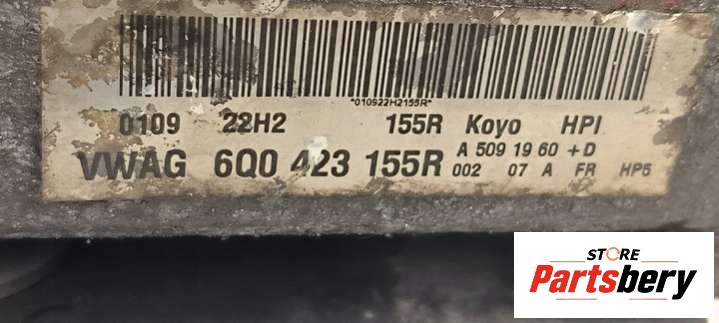 *010922H2155R*
0109 22H2 155R Koyo HPI
VWAG 6Q0 423 155R A 509 19 60 +D
002 07 A FR HP5
STORE
Partsbery